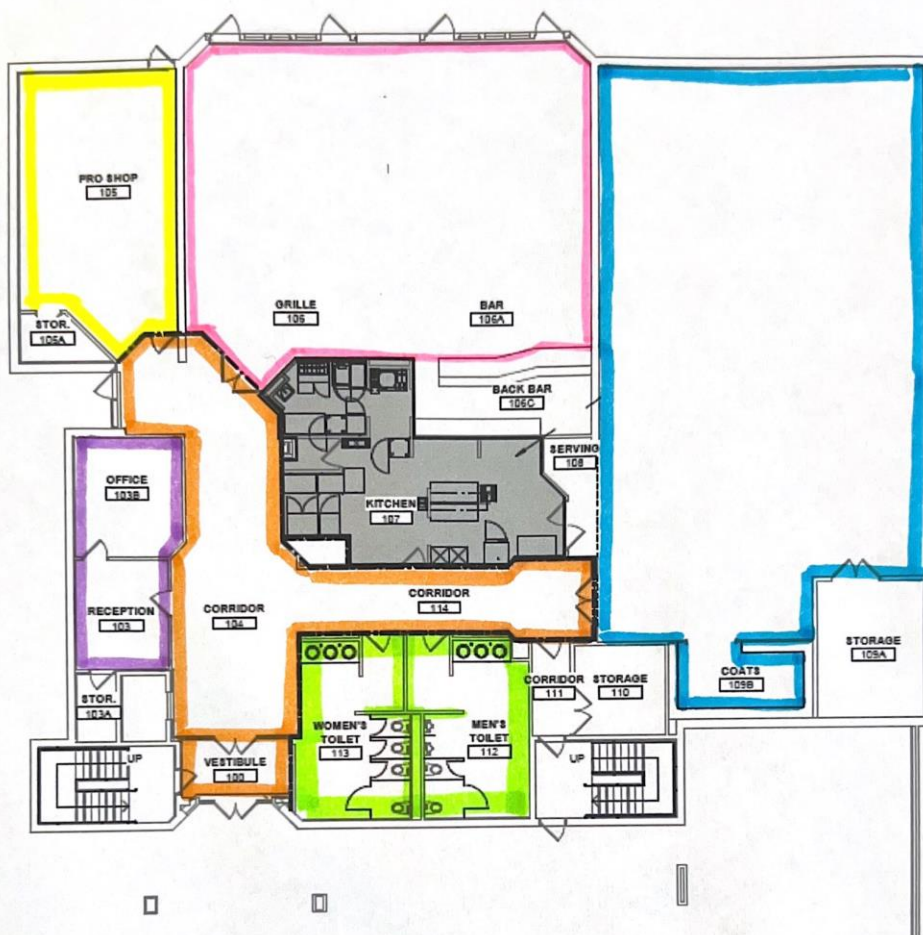 PRO SHOP
105
STOR.
105A
GRILLE
106
BAR
106A
BACK BAR
106C
SERVING
108
KITCHEN
107
OFFICE
103B
RECEPTION
103
CORRIDOR
104
CORRIDOR
114
STOR.
103A
UP
VESTIBULE
100
WOMEN'S
TOILET
113
MEN'S
TOILET
112
CORRIDOR
111
STORAGE
110
UP
COATS
109B
STORAGE
109A